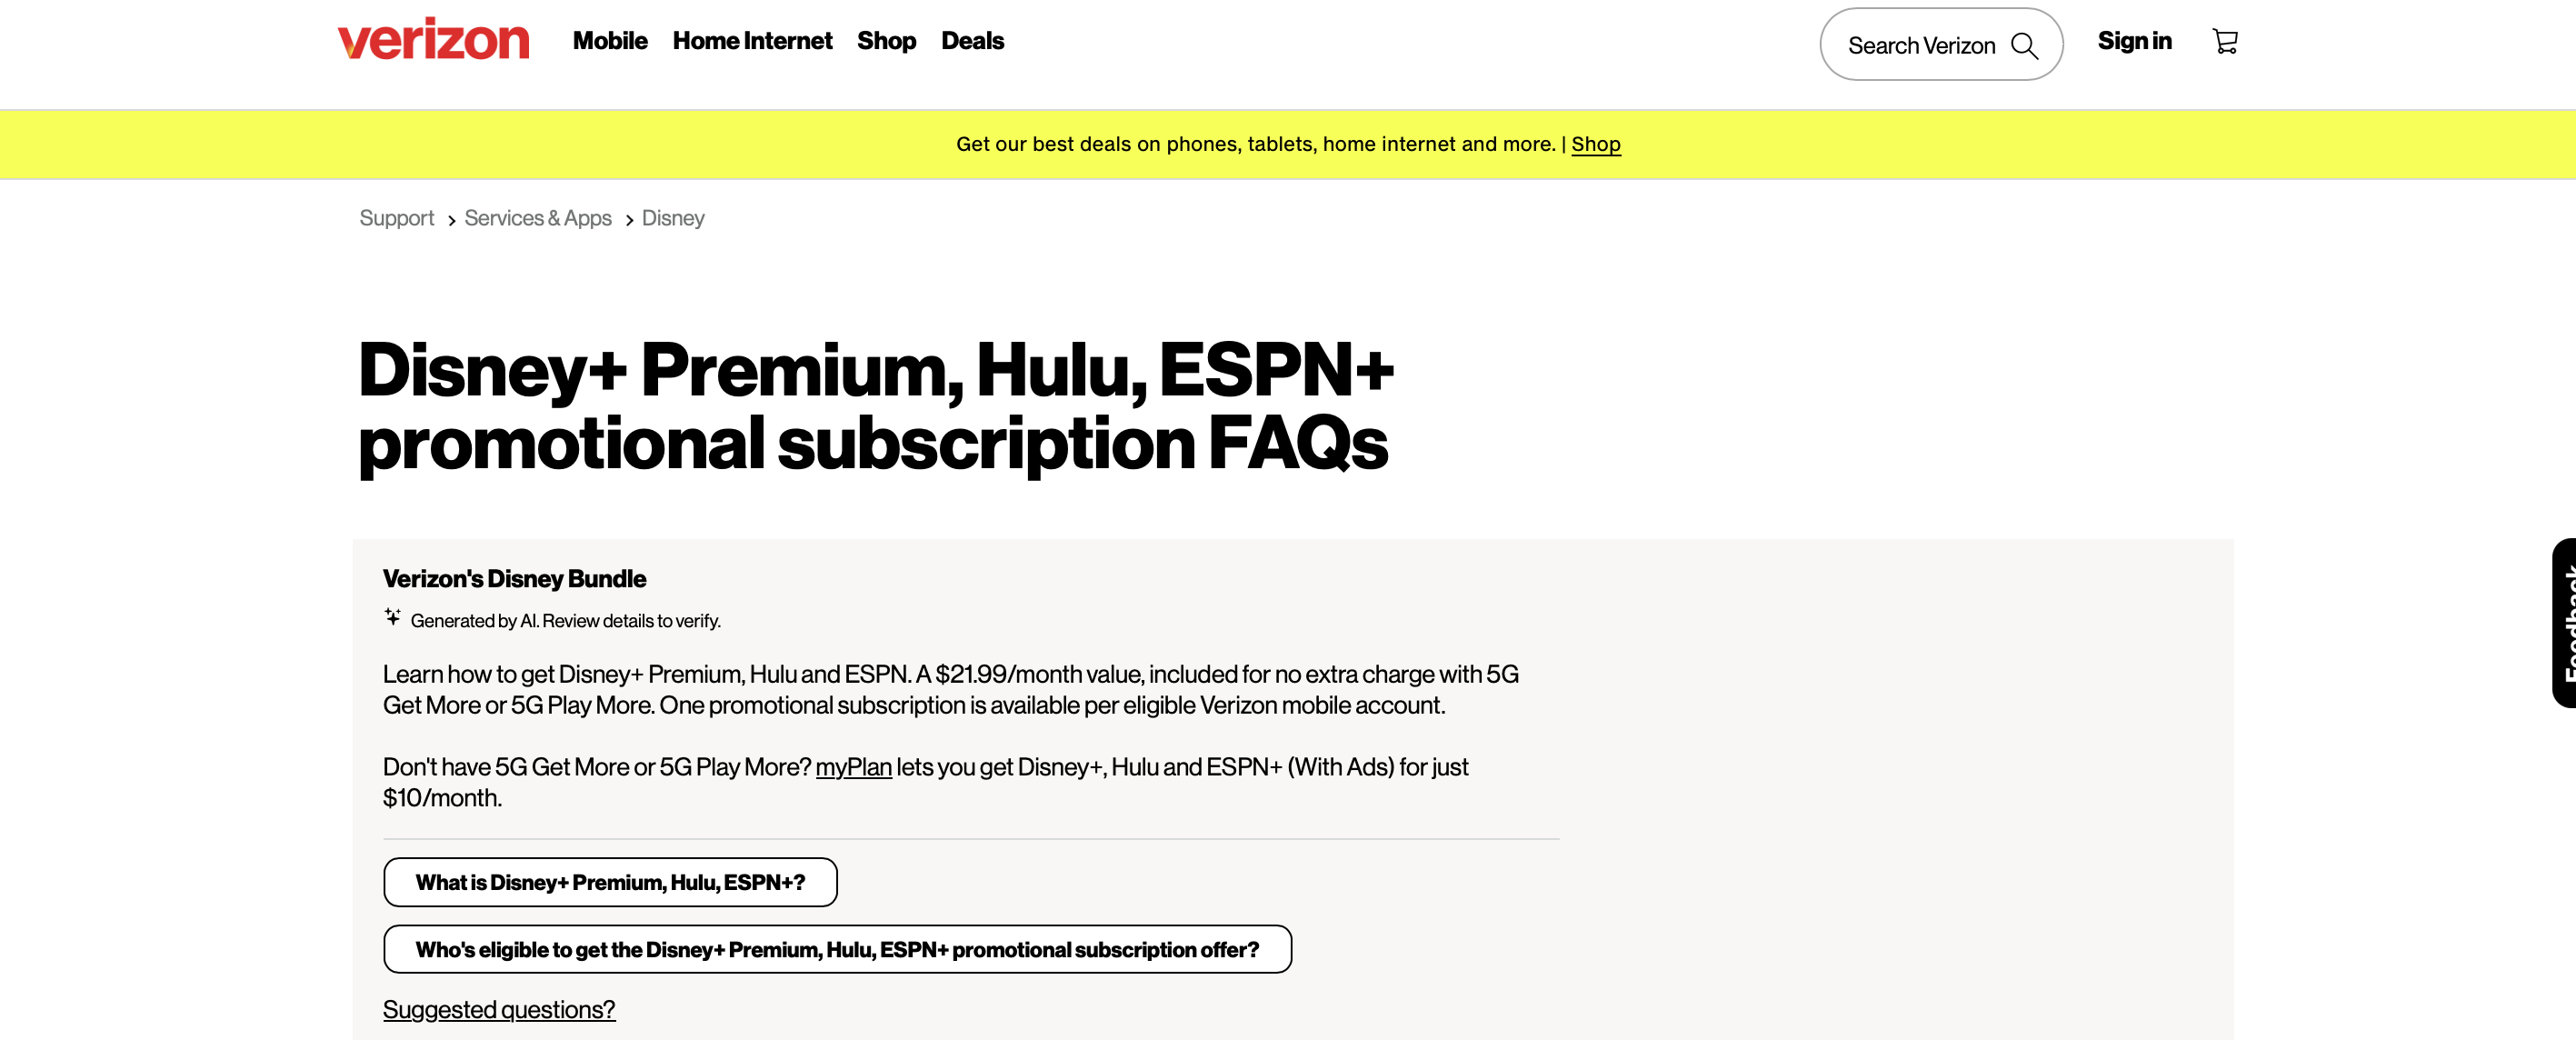 verizon Mobile Home Internet Shop Deals Search Verizon Sign in
Get our best deals on phones, tablets, home internet and more. | Shop
Support > Services & Apps > Disney
Disney+ Premium, Hulu, ESPN+
promotional subscription FAQs
Feedback
Verizon's Disney Bundle
Generated by AI. Review details to verify.
Learn how to get Disney+ Premium, Hulu and ESPN. A $21.99/month value, included for no extra charge with 5G
Get More or 5G Play More. One promotional subscription is available per eligible Verizon mobile account.
Don't have 5G Get More or 5G Play More? myPlan lets you get Disney+, Hulu and ESPN+ (With Ads) for just
$10/month.
What is Disney+ Premium, Hulu, ESPN+?
Who's eligible to get the Disney+ Premium, Hulu, ESPN+ promotional subscription offer?
Suggested questions?